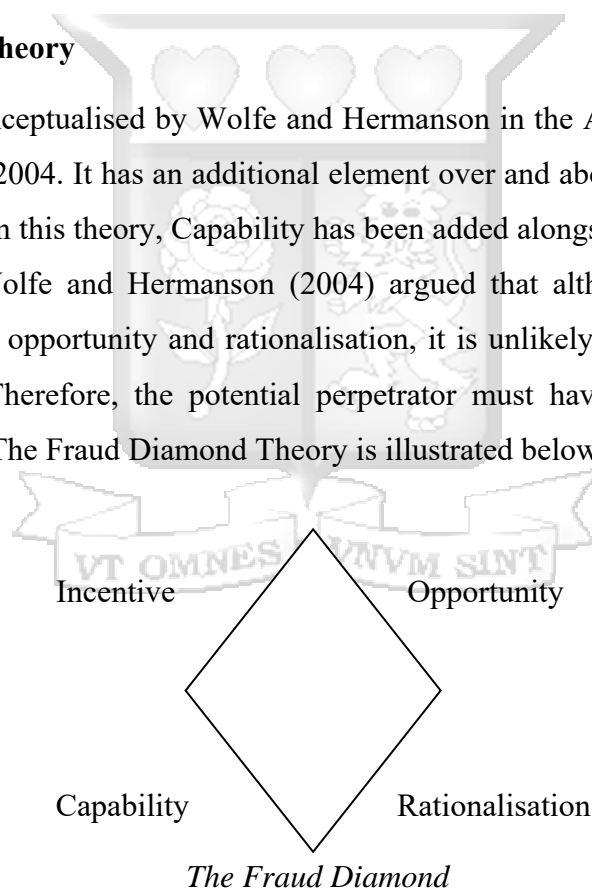 heory
nceptualised by Wolfe and Hermanson in the A
2004. It has an additional element over and abo
n this theory, Capability has been added alongs
Wolfe and Hermanson (2004) argued that alth
opportunity and rationalisation, it is unlikely
Therefore, the potential perpetrator must hav
The Fraud Diamond Theory is illustrated below
VT OMNES VNVM SINT
Incentive Opportunity
Capability Rationalisation
The Fraud Diamond